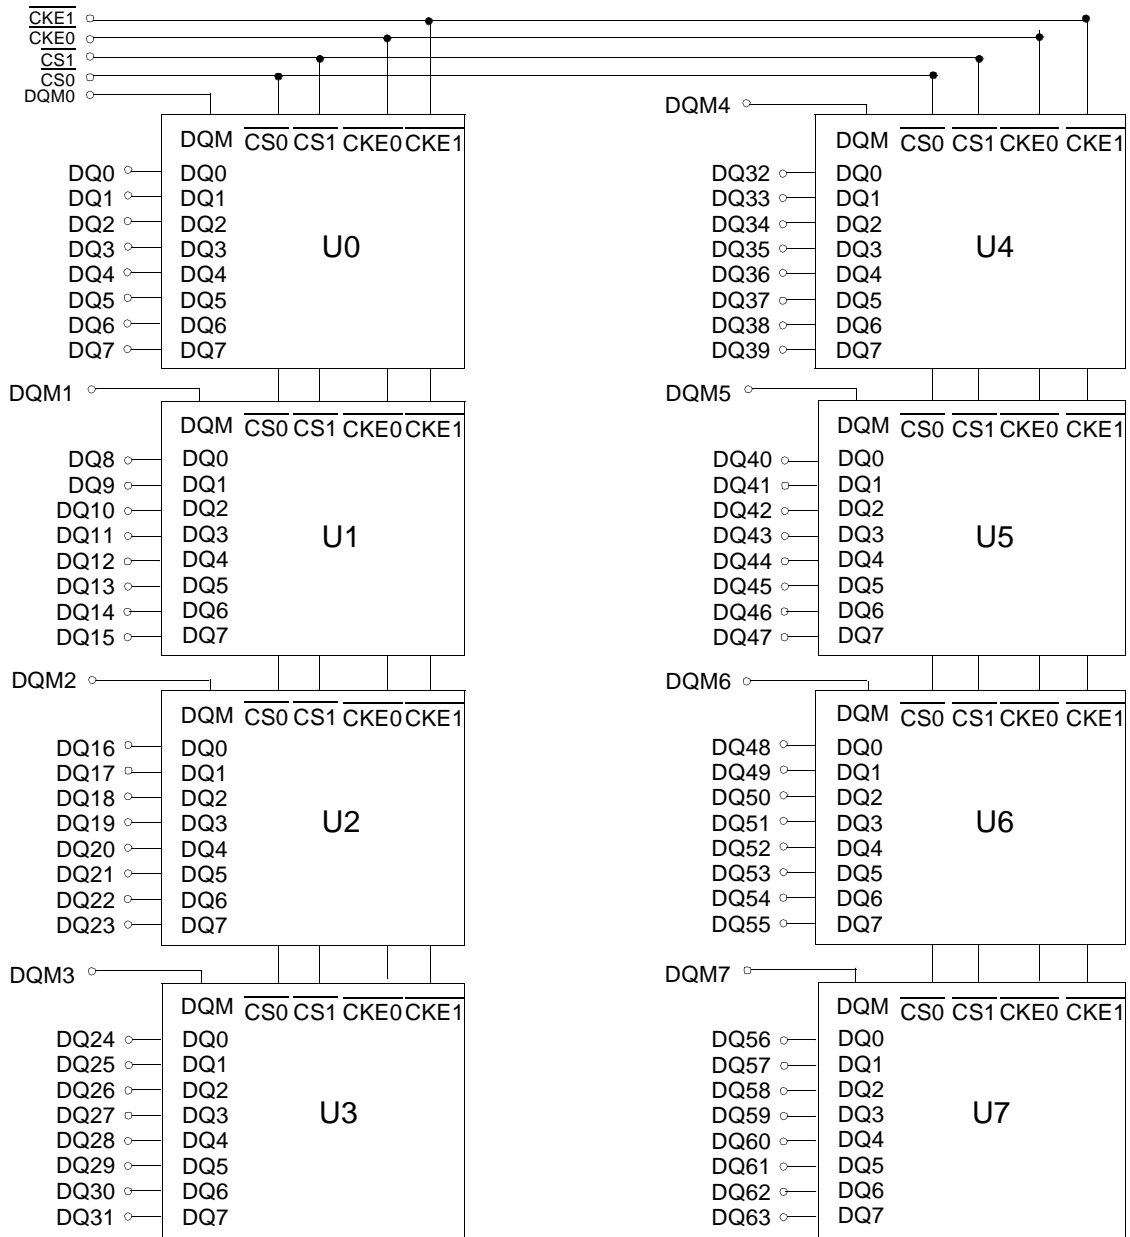 CKE1
CKE0
CS1
CS0
DQM0
DQM CS0 CS1 CKE0 CKE1
DQ0 DQ0
DQ1 DQ1
DQ2 DQ2
DQ3 DQ3
DQ4 DQ4
DQ5 DQ5
DQ6 DQ6
DQ7 DQ7
U0
DQM1
DQM CS0 CS1 CKE0 CKE1
DQ8 DQ0
DQ9 DQ1
DQ10 DQ2
DQ11 DQ3
DQ12 DQ4
DQ13 DQ5
DQ14 DQ6
DQ15 DQ7
U1
DQM2
DQM CS0 CS1 CKE0 CKE1
DQ16 DQ0
DQ17 DQ1
DQ18 DQ2
DQ19 DQ3
DQ20 DQ4
DQ21 DQ5
DQ22 DQ6
DQ23 DQ7
U2
DQM3
DQM CS0 CS1 CKE0 CKE1
DQ24 DQ0
DQ25 DQ1
DQ26 DQ2
DQ27 DQ3
DQ28 DQ4
DQ29 DQ5
DQ30 DQ6
DQ31 DQ7
U3
DQM4
DQM CS0 CS1 CKE0 CKE1
DQ32 DQ0
DQ33 DQ1
DQ34 DQ2
DQ35 DQ3
DQ36 DQ4
DQ37 DQ5
DQ38 DQ6
DQ39 DQ7
U4
DQM5
DQM CS0 CS1 CKE0 CKE1
DQ40 DQ0
DQ41 DQ1
DQ42 DQ2
DQ43 DQ3
DQ44 DQ4
DQ45 DQ5
DQ46 DQ6
DQ47 DQ7
U5
DQM6
DQM CS0 CS1 CKE0 CKE1
DQ48 DQ0
DQ49 DQ1
DQ50 DQ2
DQ51 DQ3
DQ52 DQ4
DQ53 DQ5
DQ54 DQ6
DQ55 DQ7
U6
DQM7
DQM CS0 CS1 CKE0 CKE1
DQ56 DQ0
DQ57 DQ1
DQ58 DQ2
DQ59 DQ3
DQ60 DQ4
DQ61 DQ5
DQ62 DQ6
DQ63 DQ7
U7